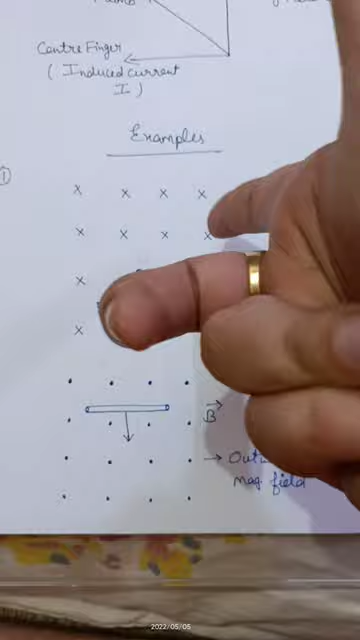 Centre Finger
( Induced current
I )
Examples
①
x x x x
x x x x
x
x
B
→ Out
mag. field
2022/05/05